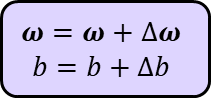 𝝎 = 𝝎 + Δ𝝎
𝑏 = 𝑏 + Δ𝑏